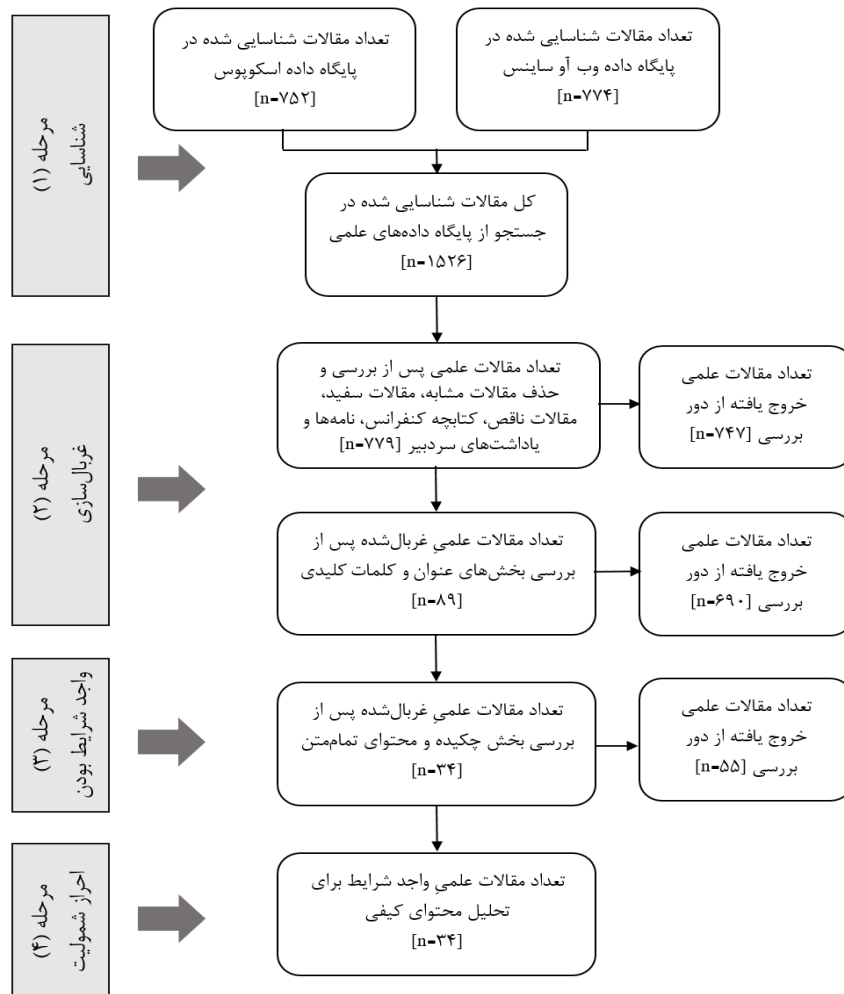 مرحله (۱)
شناسایی
تعداد مقالات شناسایی شده در
پایگاه داده وب آو ساینس
[n=۷۷۴]
تعداد مقالات شناسایی شده در
پایگاه داده اسکوپوس
[n=۷۵۲]
کل مقالات شناسایی شده در
جستجو از پایگاه داده‌های علمی
[n=۱۵۲۶]
مرحله (۲)
غربال‌سازی
تعداد مقالات علمی پس از بررسی و
حذف مقالات مشابه، مقالات سفید،
مقالات ناقص، کتابچه کنفرانس، نامه‌ها و
یاداشت‌های سردبیر [n=۷۷۹]
تعداد مقالات علمی
خروج یافته از دور
بررسی [n=۷۴۷]
تعداد مقالات علمیِ غربال‌شده پس از
بررسی بخش‌های عنوان و کلمات کلیدی
[n=۸۹]
تعداد مقالات علمی
خروج یافته از دور
بررسی [n=۶۹۰]
مرحله (۳)
واجد شرایط بودن
تعداد مقالات علمیِ غربال‌شده پس از
بررسی بخش چکیده و محتوای تمام‌متن
[n=۳۴]
تعداد مقالات علمی
خروج یافته از دور
بررسی [n=۵۵]
مرحله (۴)
احراز شمولیت
تعداد مقالات علمیِ واجد شرایط برای
تحلیل محتوای کیفی
[n=۳۴]